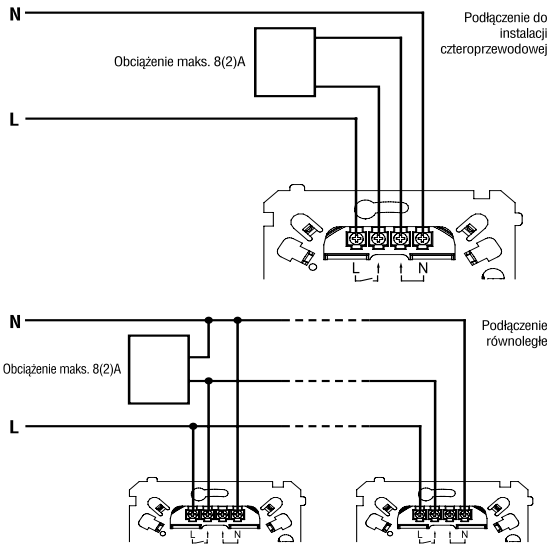 N
Podłączenie do
instalacji
czteroprzewodowej
Obciążenie maks. 8(2)A
L
L N
N
Podłączenie
równoległe
Obciążenie maks. 8(2)A
L
L N
L N